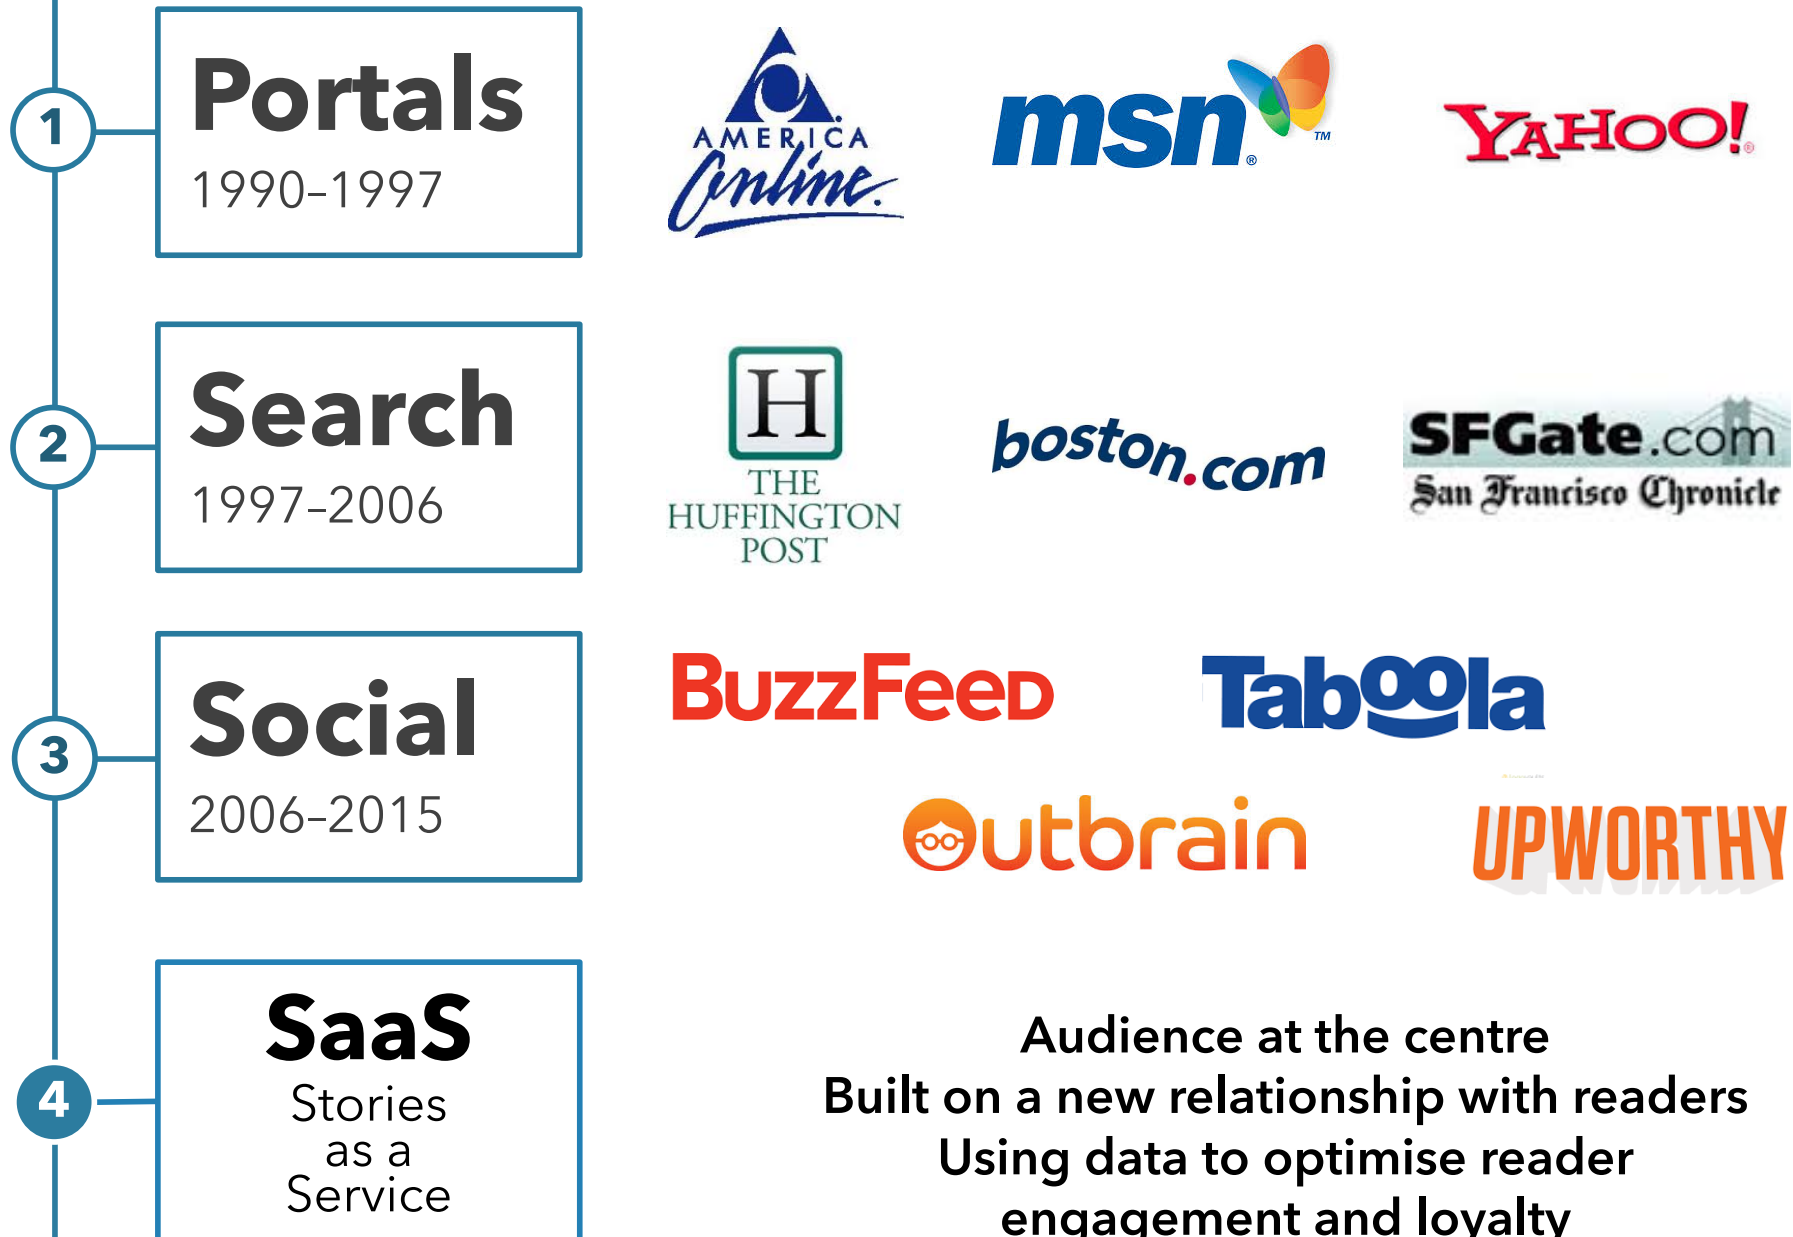 1
Portals
1990–1997
AMERICA
Online.
msn®
TM
YAHOO!®
2
Search
1997–2006
H
THE
HUFFINGTON
POST
boston.com
SFGate.com
San Francisco Chronicle
3
Social
2006–2015
BuzzFeeD
Taboola
Outbrain
UPWORTHY
4
SaaS
Stories
as a
Service
Audience at the centre
Built on a new relationship with readers
Using data to optimise reader
engagement and loyalty